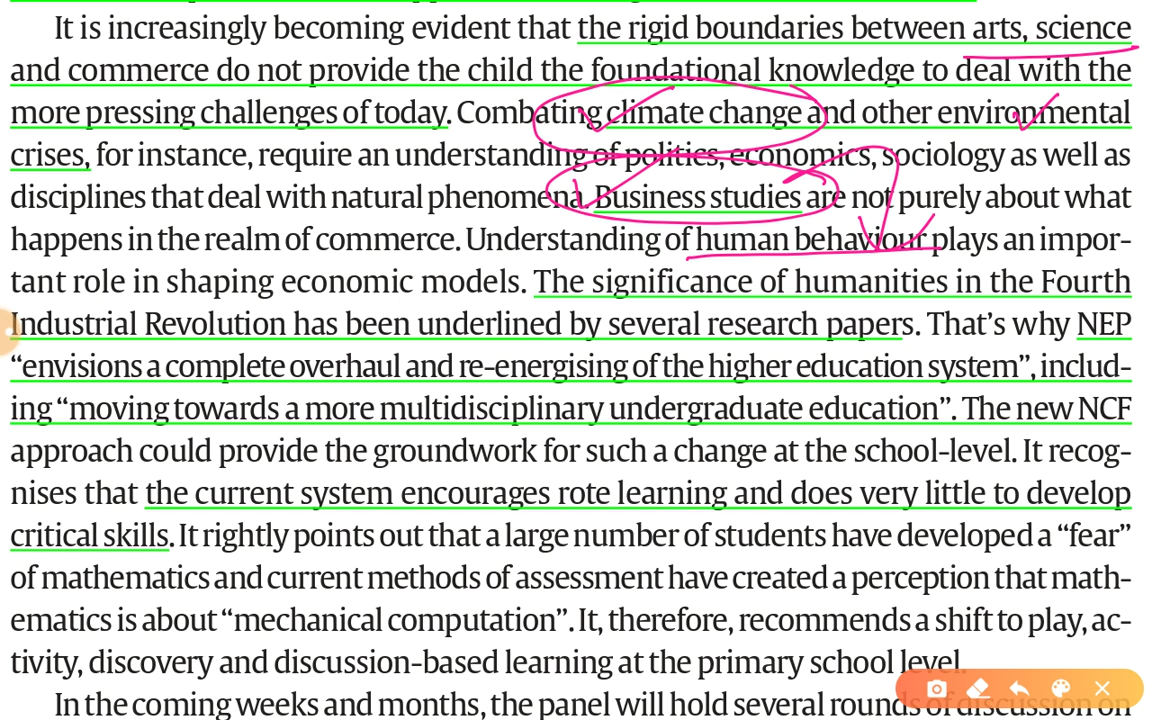 It is increasingly becoming evident that the rigid boundaries between arts, science
and commerce do not provide the child the foundational knowledge to deal with the
more pressing challenges of today. Combating climate change and other environmental
crises, for instance, require an understanding of politics, economics, sociology as well as
disciplines that deal with natural phenomena. Business studies are not purely about what
happens in the realm of commerce. Understanding of human behaviour plays an impor-
tant role in shaping economic models. The significance of humanities in the Fourth
Industrial Revolution has been underlined by several research papers. That’s why NEP
“envisions a complete overhaul and re-energising of the higher education system”, includ-
ing “moving towards a more multidisciplinary undergraduate education”. The new NCF
approach could provide the groundwork for such a change at the school-level. It recog-
nises that the current system encourages rote learning and does very little to develop
critical skills. It rightly points out that a large number of students have developed a “fear”
of mathematics and current methods of assessment have created a perception that math-
ematics is about “mechanical computation”. It, therefore, recommends a shift to play, ac-
tivity, discovery and discussion-based learning at the primary school level.
In the coming weeks and months, the panel will hold several rounds of discussion on